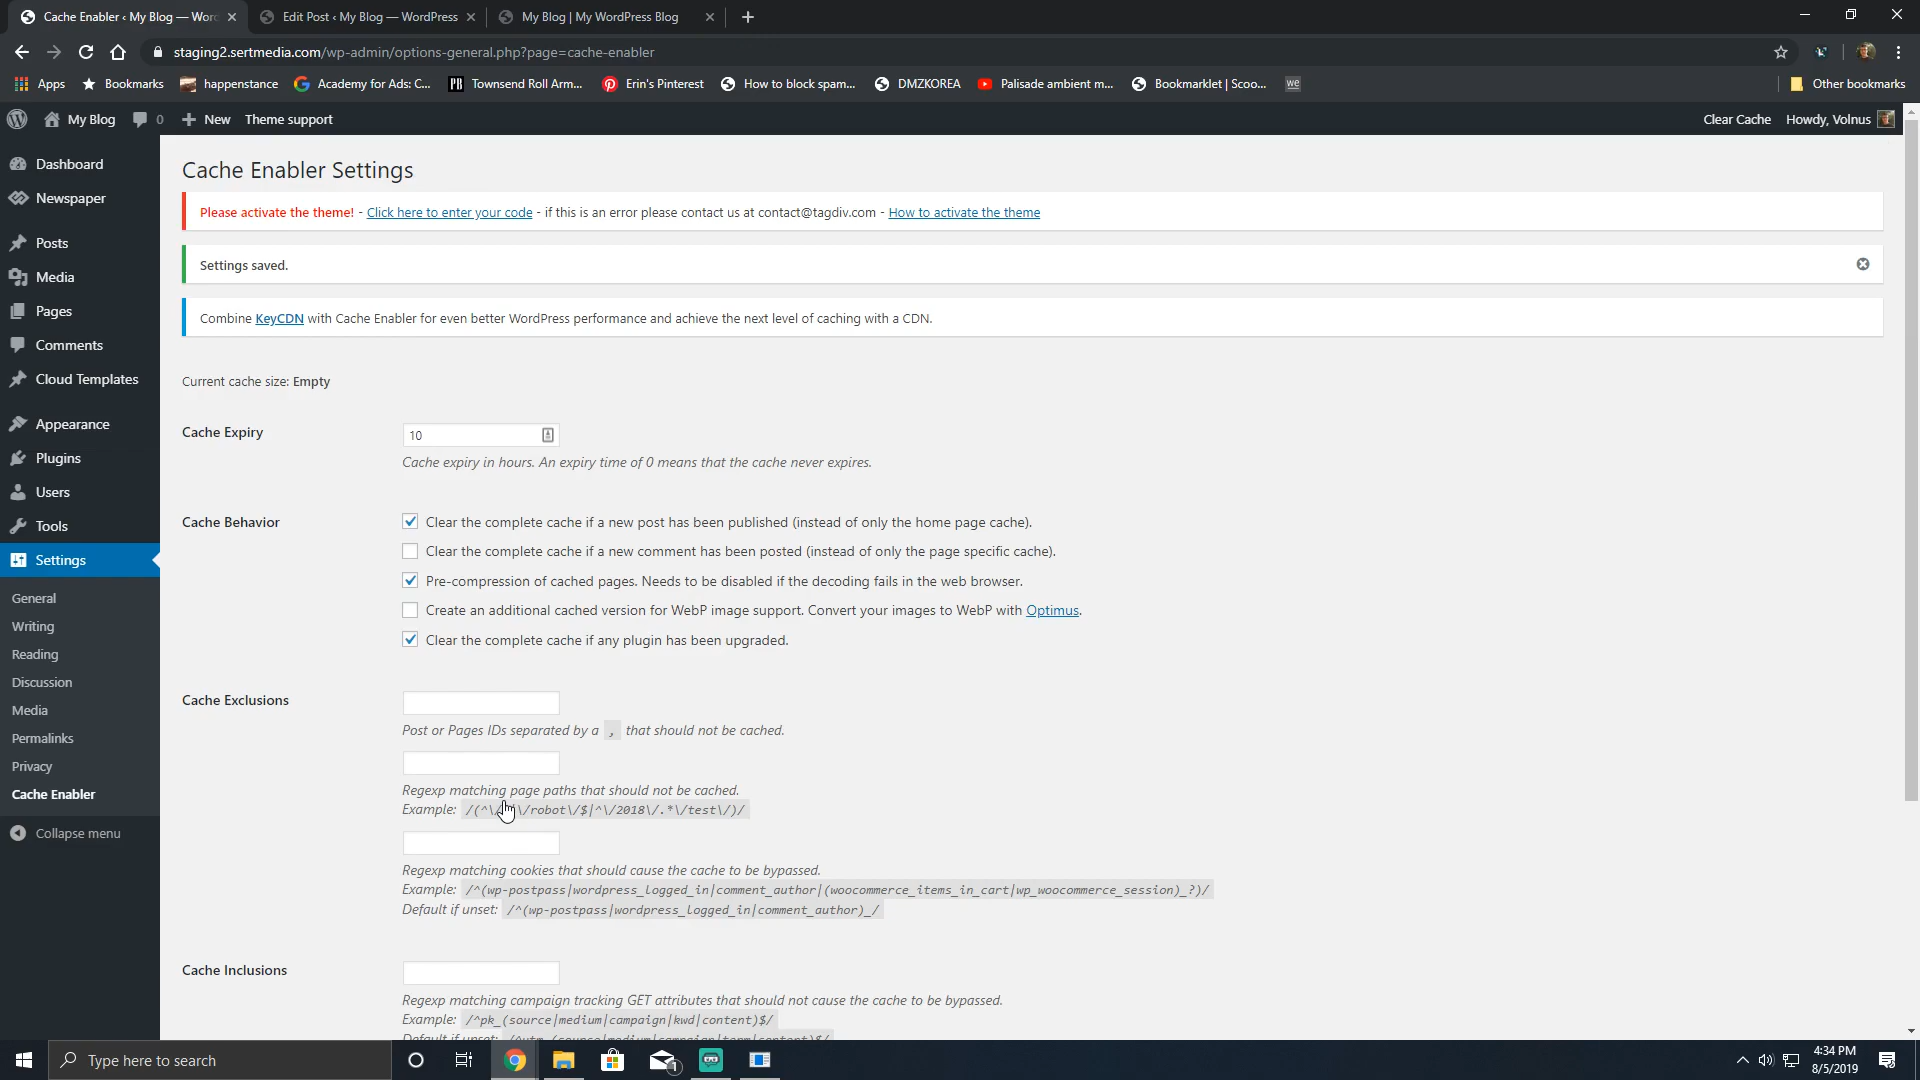 Cache Enabler ‹ My Blog — Wor
Edit Post ‹ My Blog — WordPress
My Blog | My WordPress Blog
staging2.sertmedia.com/wp-admin/options-general.php?page=cache-enabler
Apps
Bookmarks
happenstance
Academy for Ads: C...
Townsend Roll Arm...
Erin's Pinterest
How to block spam...
DMZKOREA
Palisade ambient m...
Bookmarklet | Scoo...
we
Other bookmarks
My Blog
0
New
Theme support
Clear Cache
Howdy, Volnus
Dashboard
Newspaper
Posts
Media
Pages
Comments
Cloud Templates
Appearance
Plugins
Users
Tools
Settings
General
Writing
Reading
Discussion
Media
Permalinks
Privacy
Cache Enabler
Collapse menu
Cache Enabler Settings
Please activate the theme! - Click here to enter your code - if this is an error please contact us at contact@tagdiv.com - How to activate the theme
Settings saved.
Combine KeyCDN with Cache Enabler for even better WordPress performance and achieve the next level of caching with a CDN.
Current cache size: Empty
Cache Expiry
10
Cache expiry in hours. An expiry time of 0 means that the cache never expires.
Cache Behavior
Clear the complete cache if a new post has been published (instead of only the home page cache).
Clear the complete cache if a new comment has been posted (instead of only the page specific cache).
Pre-compression of cached pages. Needs to be disabled if the decoding fails in the web browser.
Create an additional cached version for WebP image support. Convert your images to WebP with Optimus.
Clear the complete cache if any plugin has been upgraded.
Cache Exclusions
Post or Pages IDs separated by a , that should not be cached.
Regexp matching page paths that should not be cached.
Example: \/robot\/$|^\/2018\/.*\/test\/)/
Regexp matching cookies that should cause the cache to be bypassed.
Example: /^(wp-postpass|wordpress_logged_in|comment_author|(woocommerce_items_in_cart|wp_woocommerce_session)_?)/
Default if unset: /^(wp-postpass|wordpress_logged_in|comment_author)_/
Cache Inclusions
Regexp matching campaign tracking GET attributes that should not cause the cache to be bypassed.
Example: /^pk_(source|medium|campaign|kwd|content)$/
Default if unset: /^utm_(source|medium|campaign|term|content)$/
Type here to search
1
4:34 PM
8/5/2019